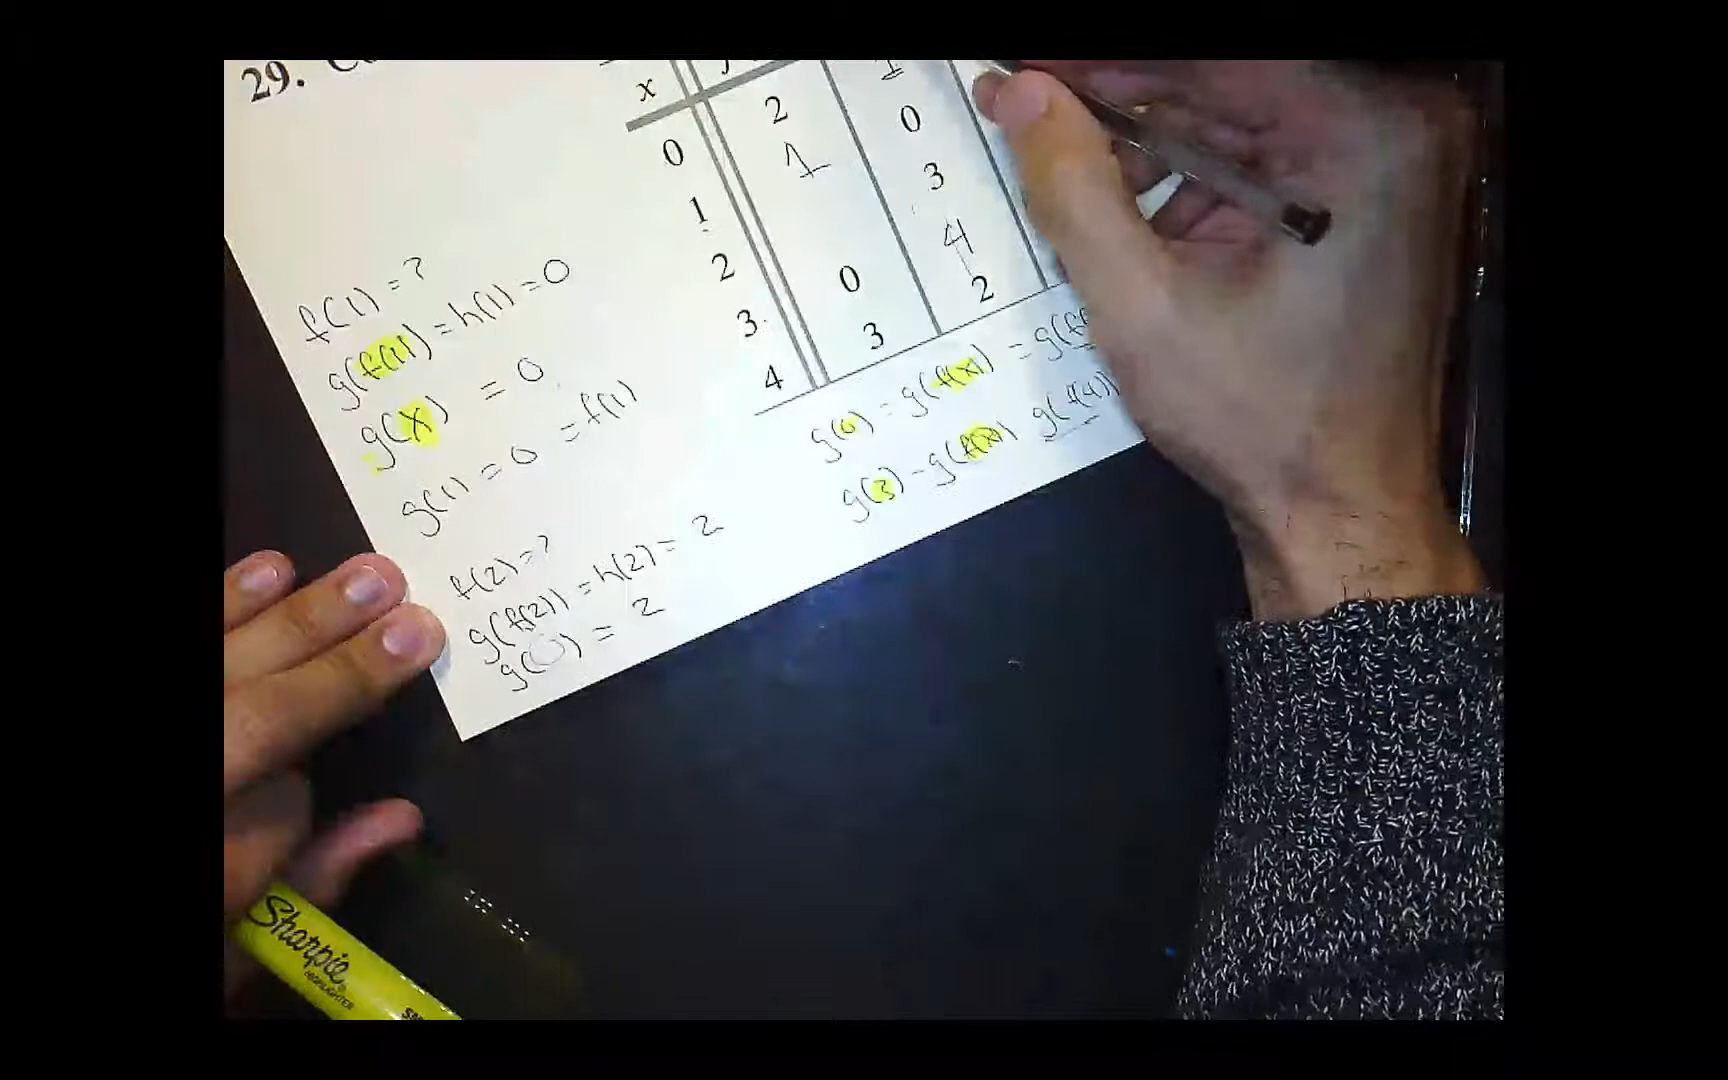 29.
x
2
1
0
0
1
3
2
0
4
3
3
2
4
f(1) = ?
g(f(1)) = h(1) = 0
g(x) = 0
g(1) = 0 = f(1)
f(2) = ?
g(f(2)) = h(2) = 2
g( ) = 2
g(0) = g(f(x)) = g(f
g(3) - g(f(x)) g(f(4))
Sharpie
HIGHLIGHTER